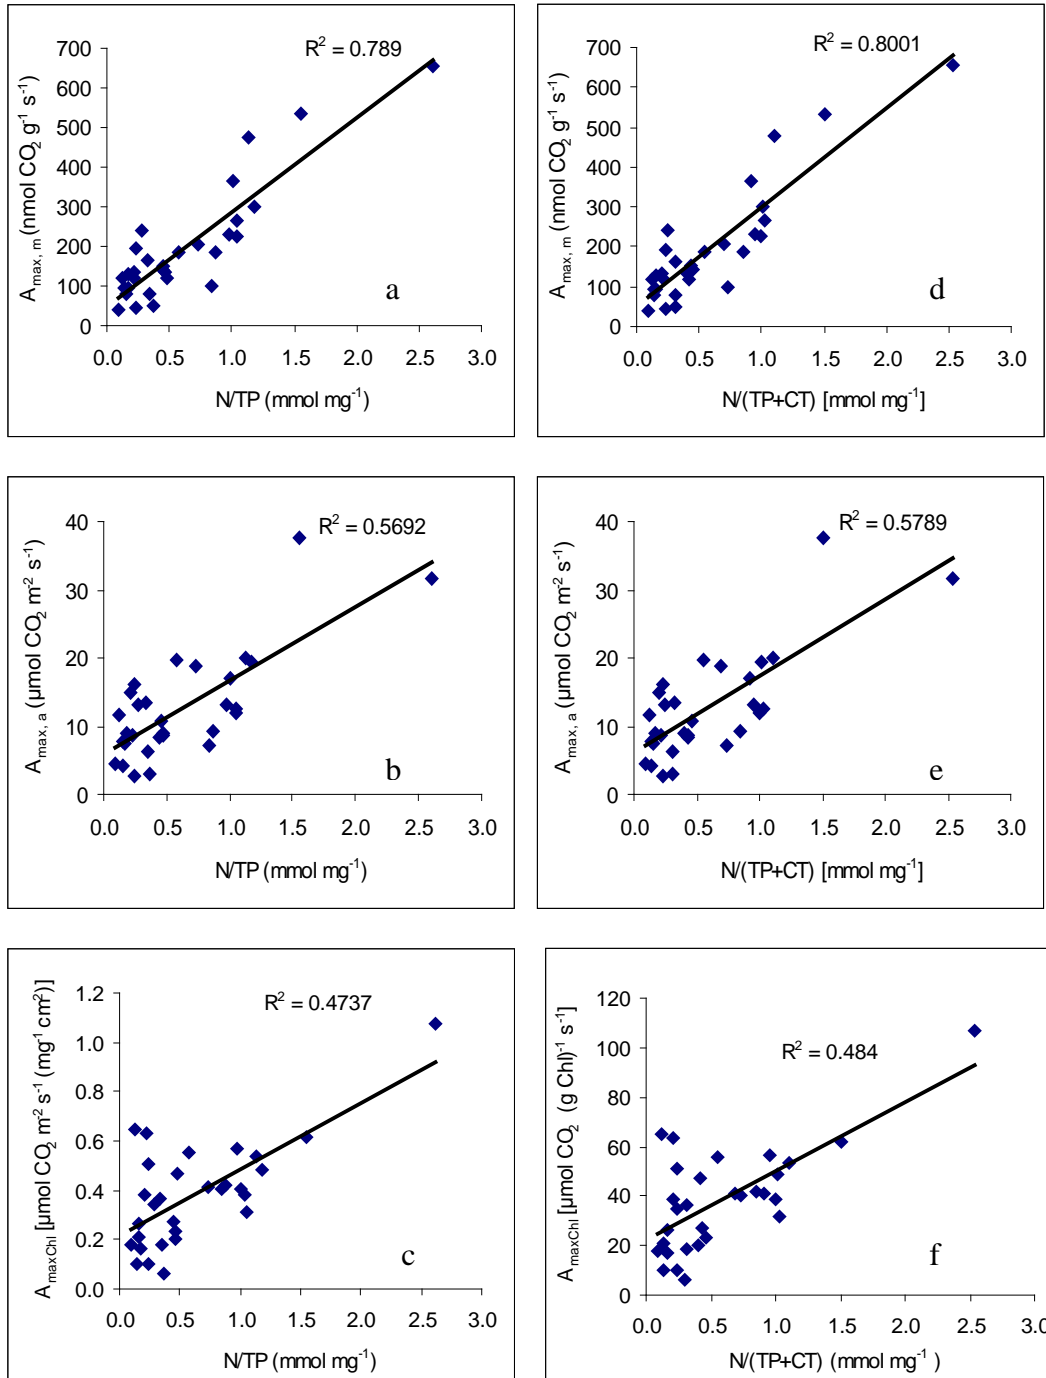 R² = 0.789
A max, m (nmol CO₂ g⁻¹ s⁻¹)
700
600
500
400
300
200
100
0
a
0.0 0.5 1.0 1.5 2.0 2.5 3.0
N/TP (mmol mg⁻¹)
R² = 0.8001
A max, m (nmol CO₂ g⁻¹ s⁻¹)
700
600
500
400
300
200
100
0
d
0.0 0.5 1.0 1.5 2.0 2.5 3.0
N/(TP+CT) [mmol mg⁻¹]
R² = 0.5692
A max, a (µmol CO₂ m⁻² s⁻¹)
40
30
20
10
0
b
0.0 0.5 1.0 1.5 2.0 2.5 3.0
N/TP (mmol mg⁻¹)
R² = 0.5789
A max, a (µmol CO₂ m⁻² s⁻¹)
40
30
20
10
0
e
0.0 0.5 1.0 1.5 2.0 2.5 3.0
N/(TP+CT) [mmol mg⁻¹]
R² = 0.4737
A maxChl [µmol CO₂ m⁻² s⁻¹ (mg⁻¹ cm²)]
1.2
1.0
0.8
0.6
0.4
0.2
0.0
c
0.0 0.5 1.0 1.5 2.0 2.5 3.0
N/TP (mmol mg⁻¹)
R² = 0.484
A maxChl [µmol CO₂ (g Chl)⁻¹ s⁻¹]
120
100
80
60
40
20
0
f
0.0 0.5 1.0 1.5 2.0 2.5 3.0
N/(TP+CT) (mmol mg⁻¹ )